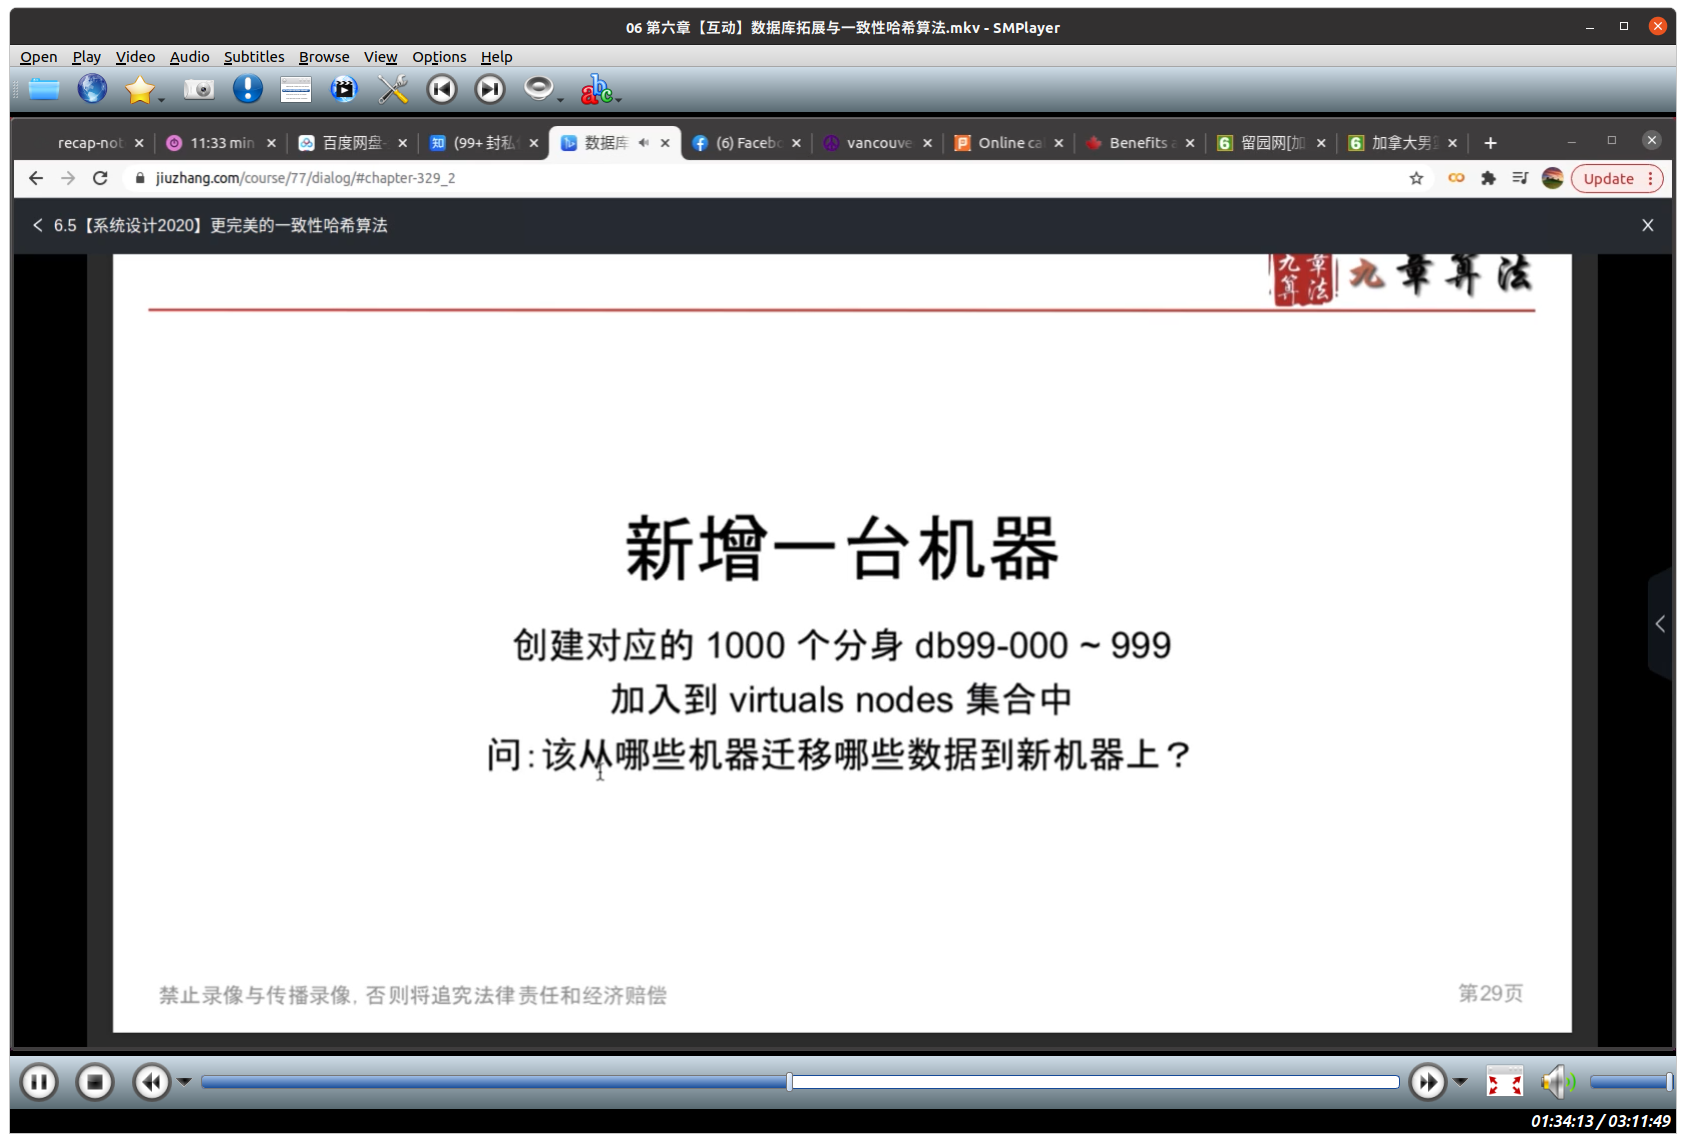 06 第六章【互动】数据库拓展与一致性哈希算法.mkv - SMPlayer
Open Play Video Audio Subtitles Browse View Options Help
abc
recap-not 11:33 min 百度网盘- 知 (99+ 封私 数据库 (6) Facebo vancouve Online ca Benefits a 6 留园网[加 6 加拿大男
jiuzhang.com/course/77/dialog/#chapter-329_2
Update
6.5【系统设计2020】更完美的一致性哈希算法
九章算法 九章算法
新增一台机器
创建对应的 1000 个分身 db99-000 ~ 999
加入到 virtuals nodes 集合中
问:该从哪些机器迁移哪些数据到新机器上？
禁止录像与传播录像, 否则将追究法律责任和经济赔偿
第29页
01:34:13 / 03:11:49